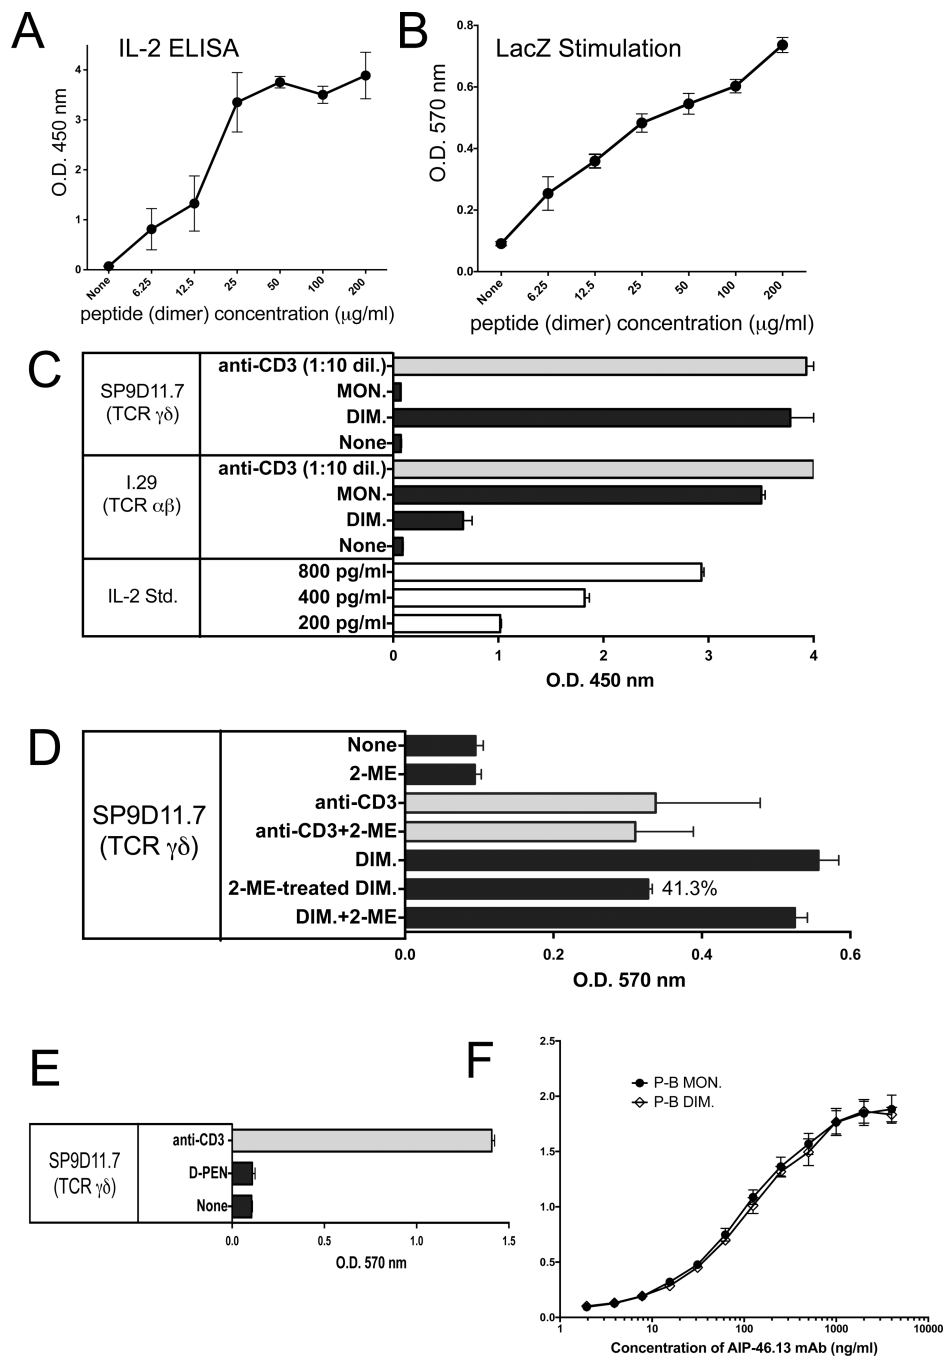 A
IL-2 ELISA
O.D. 450 nm
4
3
2
1
0
None 6.25 12.5 25 50 100 200
peptide (dimer) concentration (μg/ml)
B
LacZ Stimulation
O.D. 570 nm
0.8
0.6
0.4
0.2
0.0
None 6.25 12.5 25 50 100 200
peptide (dimer) concentration (μg/ml)
C
SP9D11.7
(TCR γδ)
anti-CD3 (1:10 dil.)
MON.
DIM.
None
I.29
(TCR αβ)
anti-CD3 (1:10 dil.)
MON.
DIM.
None
IL-2 Std.
800 pg/ml
400 pg/ml
200 pg/ml
0 1 2 3 4
O.D. 450 nm
D
SP9D11.7
(TCR γδ)
None
2-ME
anti-CD3
anti-CD3+2-ME
DIM.
2-ME-treated DIM.
41.3%
DIM.+2-ME
0.0 0.2 0.4 0.6
O.D. 570 nm
E
SP9D11.7
(TCR γδ)
anti-CD3
D-PEN
None
0.0 0.5 1.0 1.5
O.D. 570 nm
F
2.5
2.0
1.5
1.0
0.5
0.0
P-B MON.
P-B DIM.
1 10 100 1000 10000
Concentration of AIP-46.13 mAb (ng/ml)